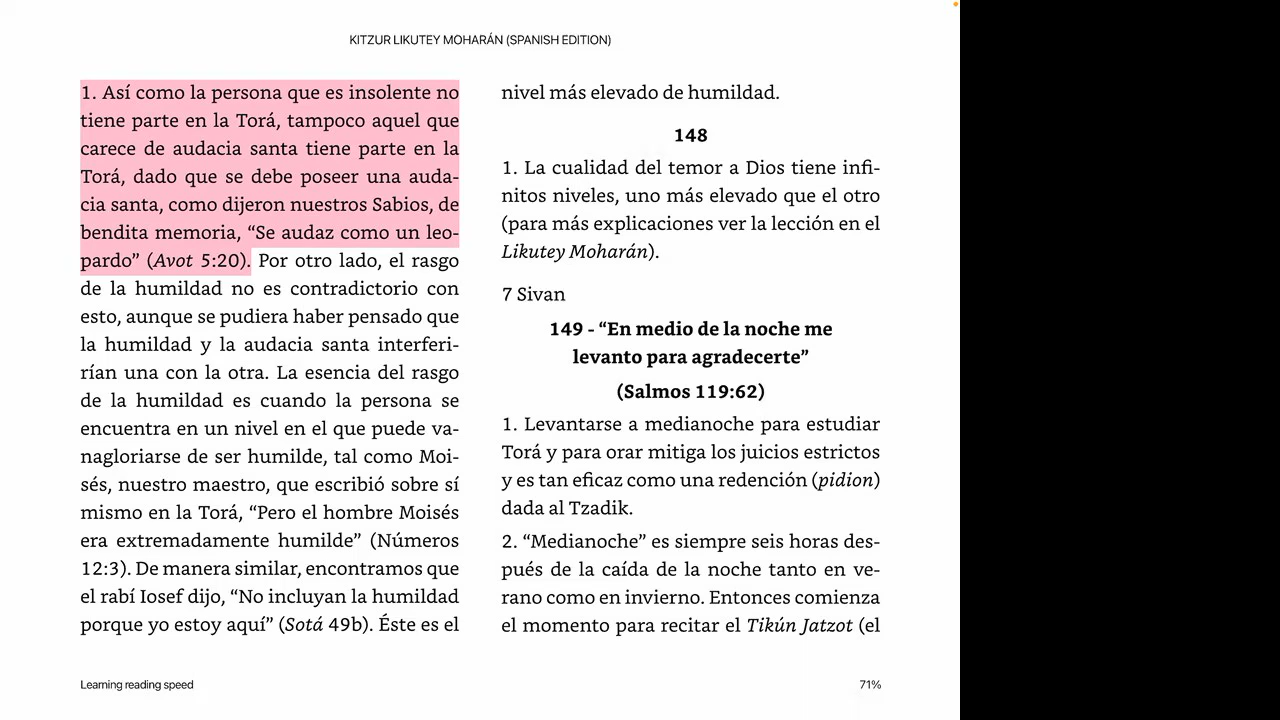 KITZUR LIKUTEY MOHARÁN (SPANISH EDITION)
1. Así como la persona que es insolente no
tiene parte en la Torá, tampoco aquel que
carece de audacia santa tiene parte en la
Torá, dado que se debe poseer una auda-
cia santa, como dijeron nuestros Sabios, de
bendita memoria, “Se audaz como un leo-
pardo” (Avot 5:20). Por otro lado, el rasgo
de la humildad no es contradictorio con
esto, aunque se pudiera haber pensado que
la humildad y la audacia santa interferi-
rían una con la otra. La esencia del rasgo
de la humildad es cuando la persona se
encuentra en un nivel en el que puede va-
nagloriarse de ser humilde, tal como Moi-
sés, nuestro maestro, que escribió sobre sí
mismo en la Torá, “Pero el hombre Moisés
era extremadamente humilde” (Números
12:3). De manera similar, encontramos que
el rabí Iosef dijo, “No incluyan la humildad
porque yo estoy aquí” (Sotá 49b). Éste es el
nivel más elevado de humildad.
148
1. La cualidad del temor a Dios tiene infi-
nitos niveles, uno más elevado que el otro
(para más explicaciones ver la lección en el
Likutey Moharán).
7 Sivan
149 - “En medio de la noche me
levanto para agradecerte”
(Salmos 119:62)
1. Levantarse a medianoche para estudiar
Torá y para orar mitiga los juicios estrictos
y es tan eficaz como una redención (pidion)
dada al Tzadik.
2. “Medianoche” es siempre seis horas des-
pués de la caída de la noche tanto en ve-
rano como en invierno. Entonces comienza
el momento para recitar el Tikún Jatzot (el
Learning reading speed
71%